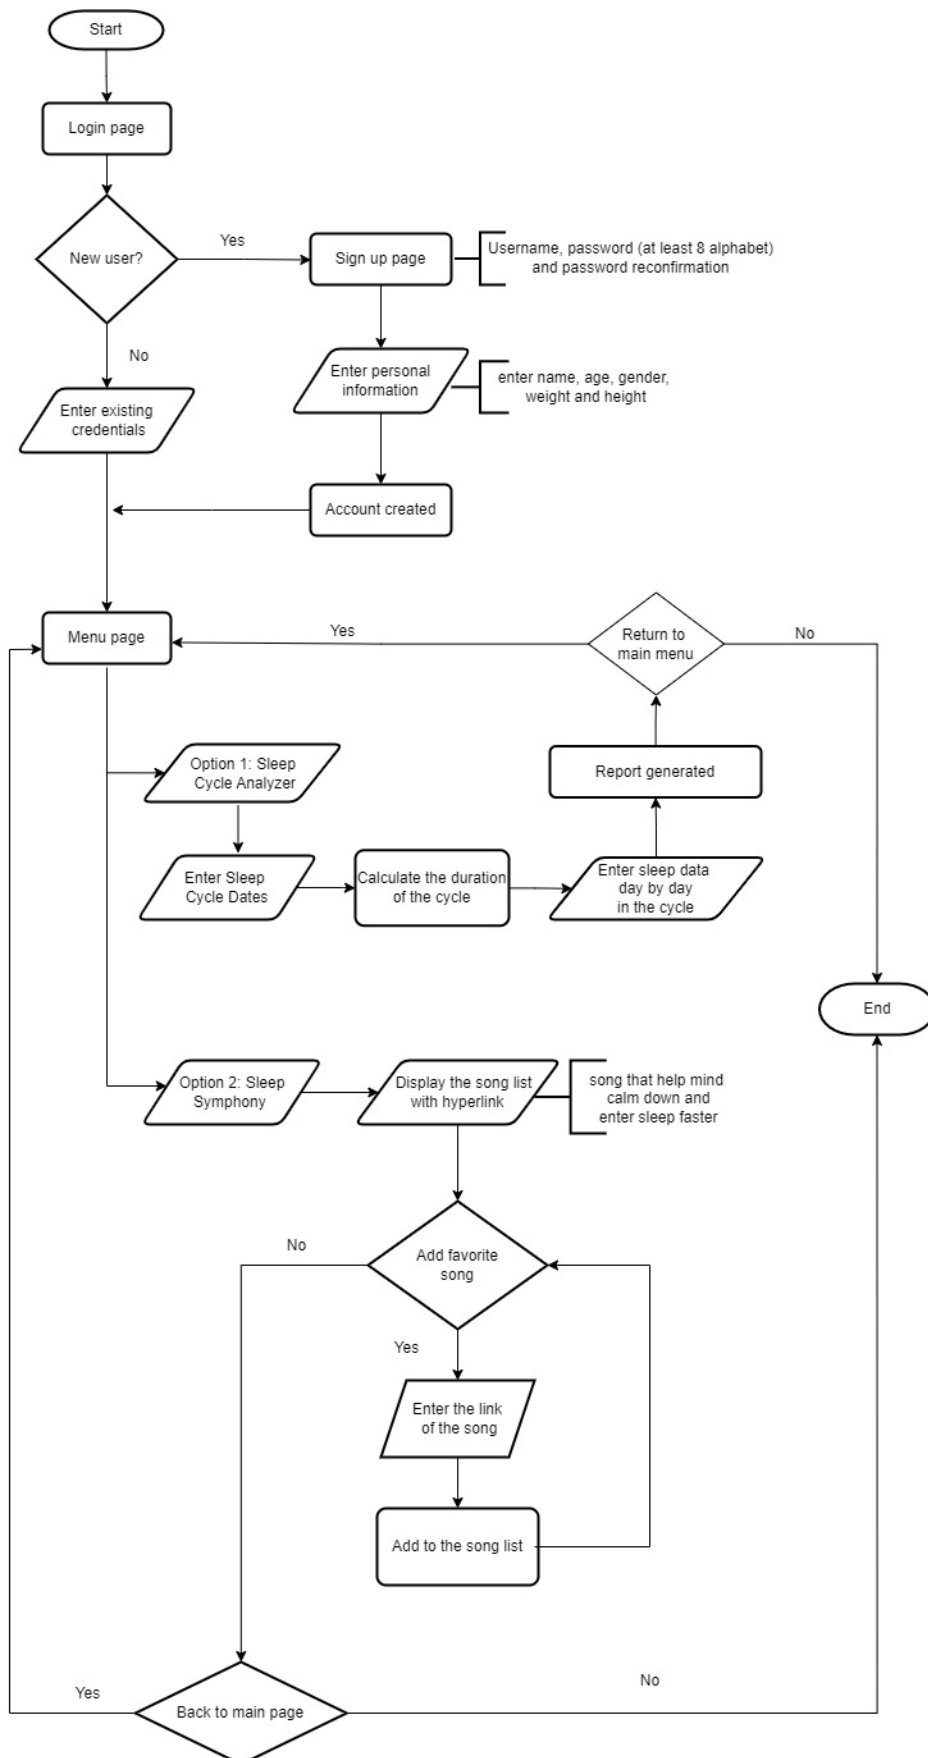 Start
Login page
New user?
Yes
Sign up page
Username, password (at least 8 alphabet)
and password reconfirmation
No
Enter personal
information
enter name, age, gender,
weight and height
Enter existing
credentials
Account created
Menu page
Yes
Return to
main menu
No
Option 1: Sleep
Cycle Analyzer
Report generated
Enter Sleep
Cycle Dates
Calculate the duration
of the cycle
Enter sleep data
day by day
in the cycle
End
Option 2: Sleep
Symphony
Display the song list
with hyperlink
song that help mind
calm down and
enter sleep faster
No
Add favorite
song
Yes
Enter the link
of the song
Add to the song list
Yes
Back to main page
No